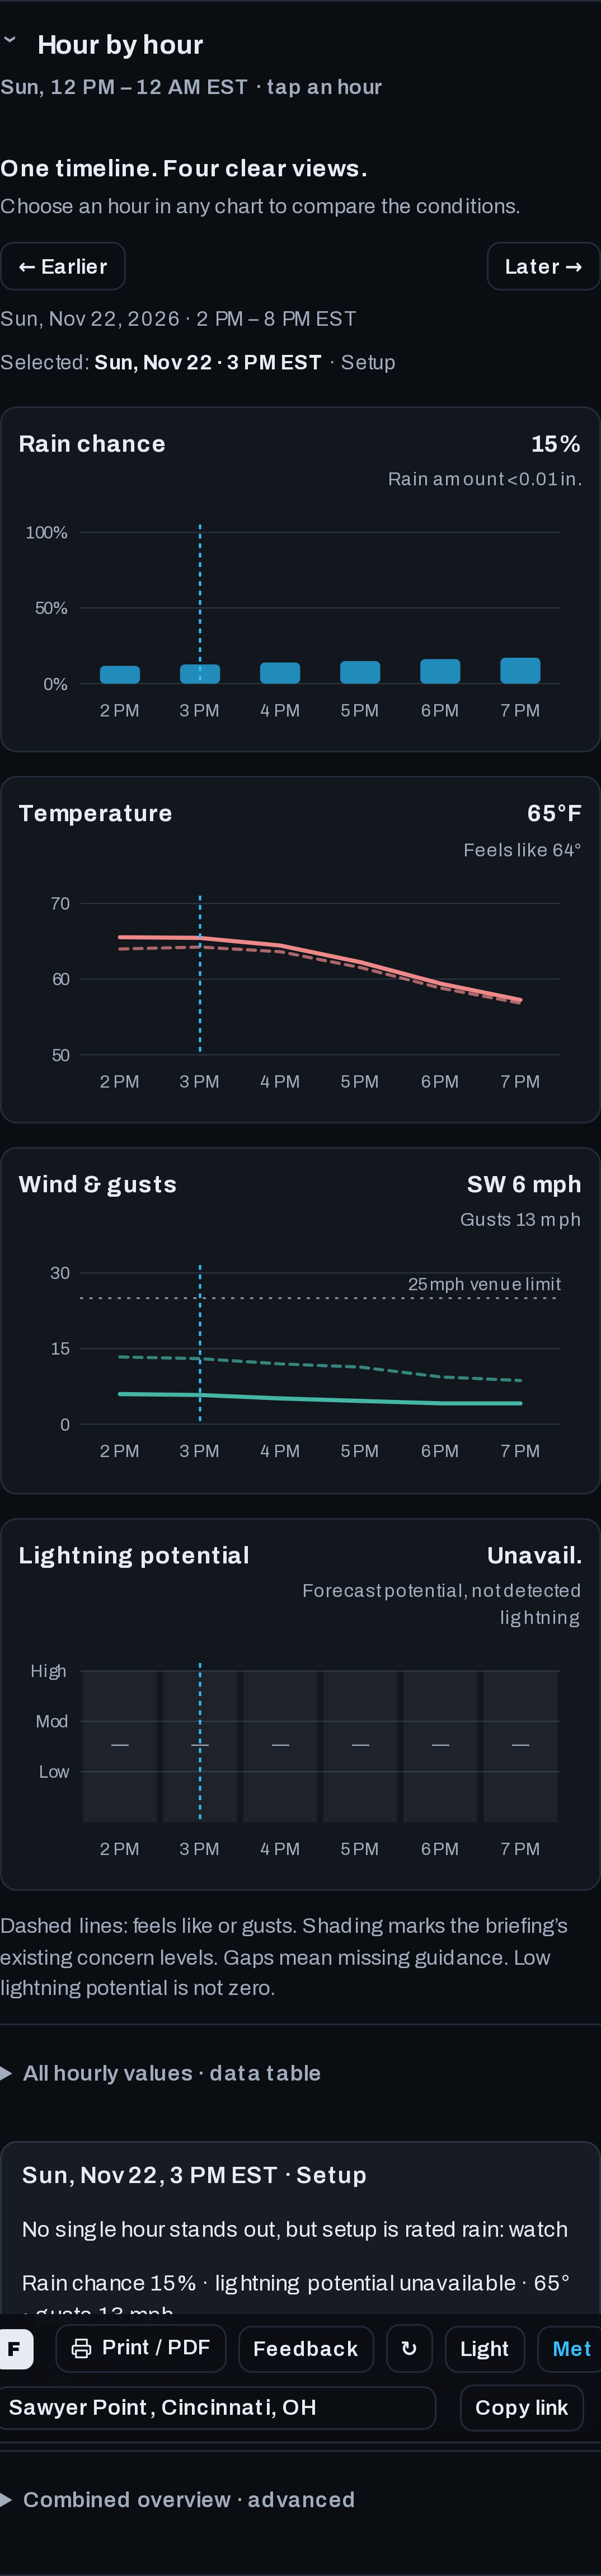 Hour by hour
Sun, 12 PM – 12 AM EST · tap an hour
One timeline. Four clear views.
Choose an hour in any chart to compare the conditions.
← Earlier
Later →
Sun, Nov 22, 2026 · 2 PM – 8 PM EST
Selected: Sun, Nov 22 · 3 PM EST · Setup
Rain chance
15%
Rain amount <0.01 in.
100%
50%
0%
2 PM 3 PM 4 PM 5 PM 6 PM 7 PM
Temperature
65°F
Feels like 64°
70
60
50
2 PM 3 PM 4 PM 5 PM 6 PM 7 PM
Wind & gusts
SW 6 mph
Gusts 13 mph
30
25 mph venue limit
15
0
2 PM 3 PM 4 PM 5 PM 6 PM 7 PM
Lightning potential
Unavail.
Forecast potential, not detected
lightning
High
Mod
— — — — — —
Low
2 PM 3 PM 4 PM 5 PM 6 PM 7 PM
Dashed lines: feels like or gusts. Shading marks the briefing's
existing concern levels. Gaps mean missing guidance. Low
lightning potential is not zero.
▶ All hourly values · data table
Sun, Nov 22, 3 PM EST · Setup
No single hour stands out, but setup is rated rain: watch
Rain chance 15% · lightning potential unavailable · 65°
· gusts 13 mph
F
Print / PDF
Feedback
↻
Light
Met
Sawyer Point, Cincinnati, OH
Copy link
▶ Combined overview · advanced